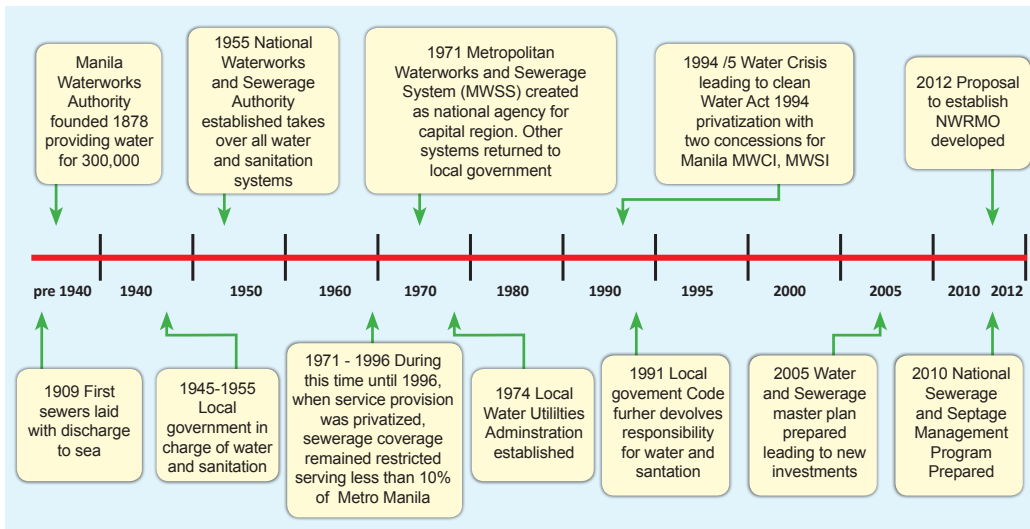 Manila
Waterworks
Authority
founded 1878
providing water
for 300,000
1955 National
Waterworks
and Sewerage
Authority
established takes
over all water
and sanitation
systems
1971 Metropolitan
Waterworks and Sewerage
System (MWSS) created
as national agency for
capital region. Other
systems returned to
local government
1994 /5 Water Crisis
leading to clean
Water Act 1994
privatization with
two concessions for
Manila MWCI, MWSI
2012 Proposal
to establish
NWRMO
developed
pre 1940 1940 1950 1960 1970 1980 1990 1995 2000 2005 2010 2012
1909 First
sewers laid
with discharge
to sea
1945-1955
Local
government in
charge of water
and sanitation
1971 - 1996 During
this time until 1996,
when service provision
was privatized,
sewerage coverage
remained restricted
serving less than 10%
of Metro Manila
1974 Local
Water Utililties
Adminstration
established
1991 Local
govement Code
furher devolves
responsibility
for water and
santation
2005 Water
and Sewerage
master plan
prepared
leading to new
investments
2010 National
Sewerage
and Septage
Management
Program
Prepared